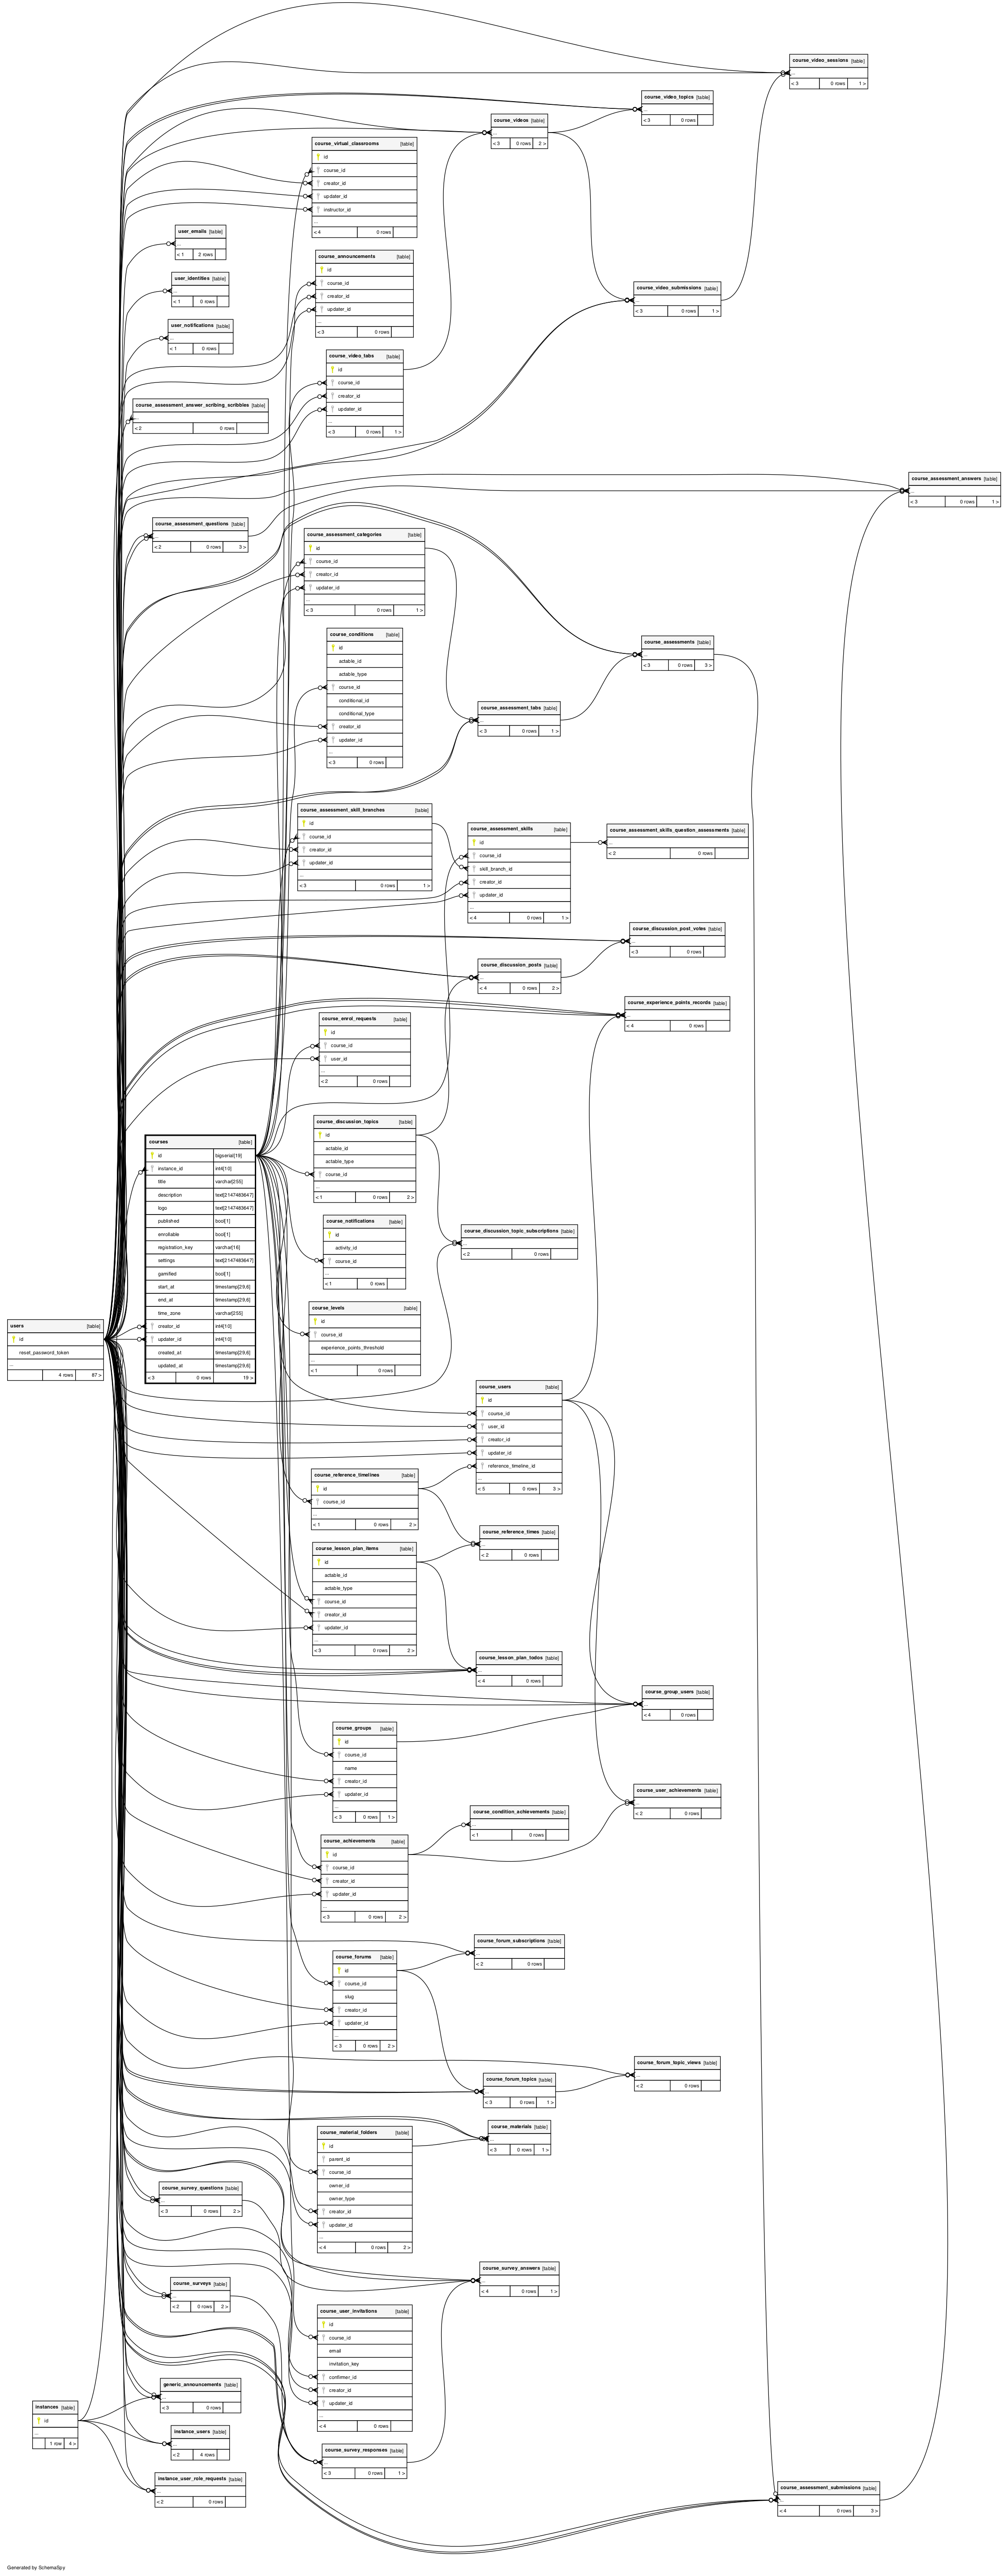 course_video_sessions [table]
...
< 3 0 rows 1 >
course_video_topics [table]
...
< 3 0 rows
course_videos [table]
...
< 3 0 rows 2 >
course_virtual_classrooms [table]
id
course_id
creator_id
updater_id
instructor_id
...
< 4 0 rows
user_emails [table]
...
< 1 2 rows
course_announcements [table]
id
course_id
creator_id
updater_id
...
< 3 0 rows
user_identities [table]
...
< 1 0 rows
course_video_submissions [table]
...
< 3 0 rows 1 >
user_notifications [table]
...
< 1 0 rows
course_video_tabs [table]
id
course_id
creator_id
updater_id
...
< 3 0 rows 1 >
course_assessment_answer_scribing_scribbles [table]
...
< 2 0 rows
course_assessment_answers [table]
...
< 3 0 rows 1 >
course_assessment_questions [table]
...
< 2 0 rows 3 >
course_assessment_categories [table]
id
course_id
creator_id
updater_id
...
< 3 0 rows 1 >
course_conditions [table]
id
actable_id
actable_type
course_id
conditional_id
conditional_type
creator_id
updater_id
...
< 3 0 rows
course_assessments [table]
...
< 3 0 rows 3 >
course_assessment_tabs [table]
...
< 3 0 rows 1 >
course_assessment_skill_branches [table]
id
course_id
creator_id
updater_id
...
< 3 0 rows 1 >
course_assessment_skills [table]
id
course_id
skill_branch_id
creator_id
updater_id
...
< 4 0 rows 1 >
course_assessment_skills_question_assessments [table]
...
< 2 0 rows
course_discussion_post_votes [table]
...
< 3 0 rows
course_discussion_posts [table]
...
< 4 0 rows 2 >
course_experience_points_records [table]
...
< 4 0 rows
course_enrol_requests [table]
id
course_id
user_id
...
< 2 0 rows
course_discussion_topics [table]
id
actable_id
actable_type
course_id
...
< 1 0 rows 2 >
courses [table]
id bigserial[19]
instance_id int4[10]
title varchar[255]
description text[2147483647]
logo text[2147483647]
published bool[1]
enrollable bool[1]
registration_key varchar[16]
settings text[2147483647]
gamified bool[1]
start_at timestamp[29,6]
end_at timestamp[29,6]
time_zone varchar[255]
creator_id int4[10]
updater_id int4[10]
created_at timestamp[29,6]
updated_at timestamp[29,6]
< 3 0 rows 19 >
course_notifications [table]
id
activity_id
course_id
...
< 1 0 rows
course_discussion_topic_subscriptions [table]
...
< 2 0 rows
course_levels [table]
id
course_id
experience_points_threshold
...
< 1 0 rows
users [table]
id
reset_password_token
...
4 rows 87 >
course_users [table]
id
course_id
user_id
creator_id
updater_id
reference_timeline_id
...
< 5 0 rows 3 >
course_reference_timelines [table]
id
course_id
...
< 1 0 rows 2 >
course_reference_times [table]
...
< 2 0 rows
course_lesson_plan_items [table]
id
actable_id
actable_type
course_id
creator_id
updater_id
...
< 3 0 rows 2 >
course_lesson_plan_todos [table]
...
< 4 0 rows
course_group_users [table]
...
< 4 0 rows
course_groups [table]
id
course_id
name
creator_id
updater_id
...
< 3 0 rows 1 >
course_user_achievements [table]
...
< 2 0 rows
course_condition_achievements [table]
...
< 1 0 rows
course_achievements [table]
id
course_id
creator_id
updater_id
...
< 3 0 rows 2 >
course_forum_subscriptions [table]
...
< 2 0 rows
course_forums [table]
id
course_id
slug
creator_id
updater_id
...
< 3 0 rows 2 >
course_forum_topic_views [table]
...
< 2 0 rows
course_forum_topics [table]
...
< 3 0 rows 1 >
course_materials [table]
...
< 3 0 rows 1 >
course_material_folders [table]
id
parent_id
course_id
owner_id
owner_type
creator_id
updater_id
...
< 4 0 rows 2 >
course_survey_questions [table]
...
< 3 0 rows 2 >
course_survey_answers [table]
...
< 4 0 rows 1 >
course_surveys [table]
...
< 2 0 rows 2 >
course_user_invitations [table]
id
course_id
email
invitation_key
confirmer_id
creator_id
updater_id
...
< 4 0 rows
generic_announcements [table]
...
< 3 0 rows
instances [table]
id
...
1 row 4 >
instance_users [table]
...
< 2 4 rows
course_survey_responses [table]
...
< 3 0 rows 1 >
instance_user_role_requests [table]
...
< 2 0 rows
course_assessment_submissions [table]
...
< 4 0 rows 3 >
Generated by SchemaSpy